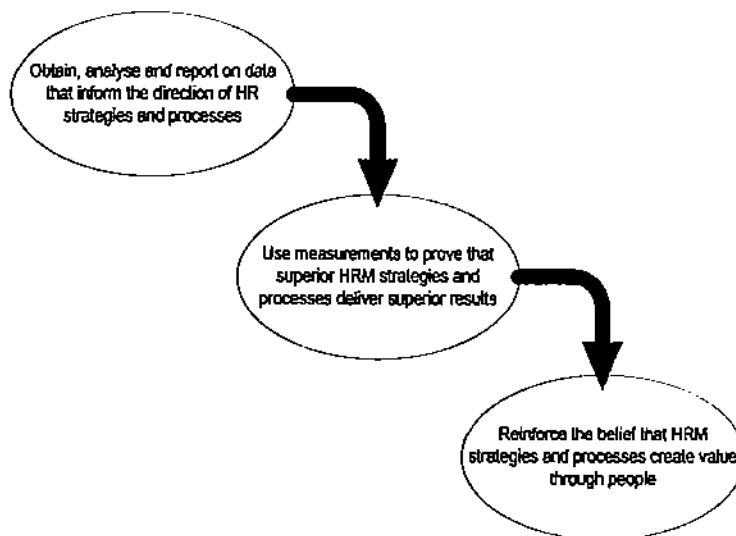 Obtain, analyse and report on data
that inform the direction of HR
strategies and processes
Use measurements to prove that
superior HRM strategies and
processes deliver superior results
Reinforce the belief that HRM
strategies and processes create value
through people